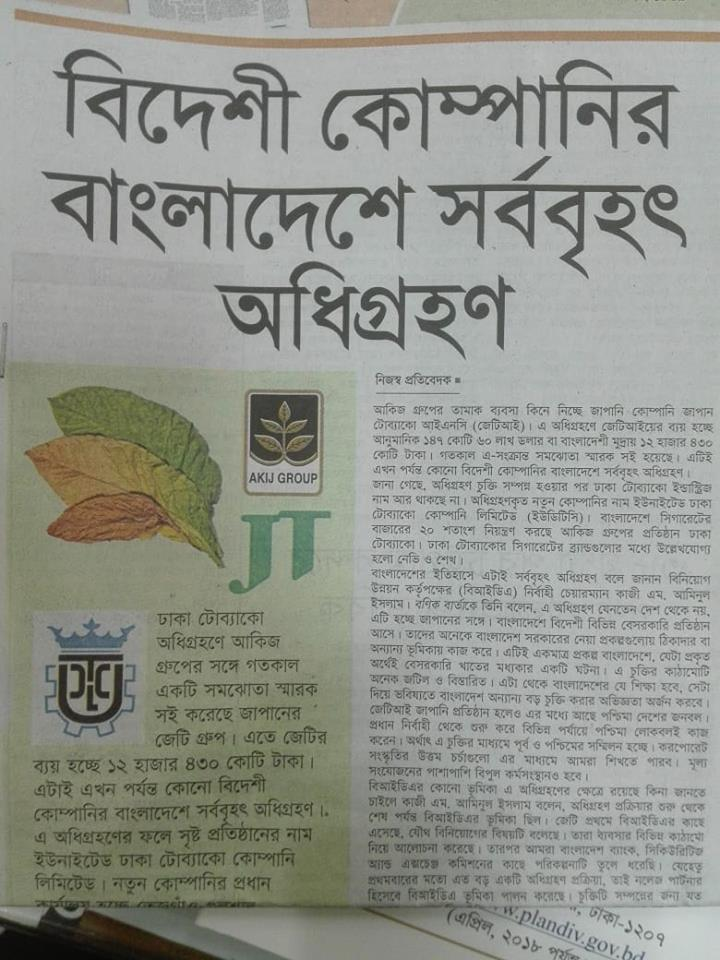 বিদেশী কোম্পানির
বাংলাদেশে সর্ববৃহৎ
অধিগ্রহণ
AKIJ GROUP
JT
ঢাকা টোব্যাকো
অধিগ্রহণে আকিজ
গ্রুপের সঙ্গে গতকাল
একটি সমঝোতা স্মারক
সই করেছে জাপানের
জেটি গ্রুপ। এতে জেটির
ব্যয় হচ্ছে ১২ হাজার ৪৩০ কোটি টাকা।
এটাই এখন পর্যন্ত কোনো বিদেশী
কোম্পানির বাংলাদেশে সর্ববৃহৎ অধিগ্রহণ।
এ অধিগ্রহণের ফলে সৃষ্ট প্রতিষ্ঠানের নাম
ইউনাইটেড ঢাকা টোব্যাকো কোম্পানি
লিমিটেড। নতুন কোম্পানির প্রধান
নিজস্ব প্রতিবেদক
আকিজ গ্রুপের তামাক ব্যবসা কিনে নিচ্ছে জাপানি কোম্পানি জাপান
টোব্যাকো আইএনসি (জেটিআই)। এ অধিগ্রহণে জেটিআইয়ের ব্যয় হচ্ছে
আনুমানিক ১৪৭ কোটি ৬০ লাখ ডলার বা বাংলাদেশী মুদ্রায় ১২ হাজার ৪৩০
কোটি টাকা। গতকাল এ-সংক্রান্ত সমঝোতা স্মারক সই হয়েছে। এটিই
এখন পর্যন্ত কোনো বিদেশী কোম্পানির বাংলাদেশে সর্ববৃহৎ অধিগ্রহণ।
জানা গেছে, অধিগ্রহণ চুক্তি সম্পন্ন হওয়ার পর ঢাকা টোব্যাকো ইন্ডাস্ট্রিজ
নাম আর থাকছে না। অধিগ্রহণকৃত নতুন কোম্পানির নাম ইউনাইটেড ঢাকা
টোব্যাকো কোম্পানি লিমিটেড (ইউডিটিসি)। বাংলাদেশে সিগারেটের
বাজারের ২০ শতাংশ নিয়ন্ত্রণ করছে আকিজ গ্রুপের প্রতিষ্ঠান ঢাকা
টোব্যাকো। ঢাকা টোব্যাকোর সিগারেটের ব্র্যান্ডগুলোর মধ্যে উল্লেখযোগ্য
হলো নেভি ও শেখ।
বাংলাদেশের ইতিহাসে এটাই সর্ববৃহৎ অধিগ্রহণ বলে জানান বিনিয়োগ
উন্নয়ন কর্তৃপক্ষের (বিআইডিএ) নির্বাহী চেয়ারম্যান কাজী এম. আমিনুল
ইসলাম। বণিক বার্তাকে তিনি বলেন, এ অধিগ্রহণ যেনতেন দেশ থেকে নয়,
এটি হচ্ছে জাপানের সঙ্গে। বাংলাদেশে বিদেশী বিভিন্ন বেসরকারি প্রতিষ্ঠান
আসে। তাদের অনেকে বাংলাদেশ সরকারের নেয়া প্রকল্পগুলোয় ঠিকাদার বা
অন্যান্য ভূমিকায় কাজ করে। এটিই একমাত্র প্রকল্প বাংলাদেশে, যেটা প্রকৃত
অর্থেই বেসরকারি খাতের মধ্যকার একটি ঘটনা। এ চুক্তির কাঠামোটি
অনেক জটিল ও বিস্তারিত। এটা থেকে বাংলাদেশের যে শিক্ষা হবে, সেটা
দিয়ে ভবিষ্যতে বাংলাদেশ অন্যান্য বড় চুক্তি করার অভিজ্ঞতা অর্জন করবে।
জেটিআই জাপানি প্রতিষ্ঠান হলেও এর মধ্যে আছে পশ্চিমা দেশের জনবল।
প্রধান নির্বাহী থেকে শুরু করে বিভিন্ন পর্যায়ে পশ্চিমা লোকবলই কাজ
করেন। অর্থাৎ এ চুক্তির মাধ্যমে পূর্ব ও পশ্চিমের সম্মিলন হচ্ছে। করপোরেট
সংস্কৃতির উত্তম চর্চাগুলো এর মাধ্যমে আমরা শিখতে পারব। মূল্য
সংযোজনের পাশাপাশি বিপুল কর্মসংস্থানও হবে।
বিআইডিএর কোনো ভূমিকা এ অধিগ্রহণের ক্ষেত্রে রয়েছে কিনা জানতে
চাইলে কাজী এম. আমিনুল ইসলাম বলেন, অধিগ্রহণ প্রক্রিয়ার শুরু থেকে
শেষ পর্যন্ত বিআইডিএর ভূমিকা ছিল। জেটি প্রথমে বিআইডিএর কাছে
এসেছে, যৌথ বিনিয়োগের বিষয়টি বলেছে। তারা ব্যবসার বিভিন্ন কাঠামো
নিয়ে আলোচনা করেছে। তারপর আমরা বাংলাদেশ ব্যাংক, সিকিউরিটিজ
অ্যান্ড এক্সচেঞ্জ কমিশনের কাছে পরিকল্পনাটি তুলে ধরেছি। যেহেতু
প্রথমবারের মতো এত বড় একটি অধিগ্রহণ প্রক্রিয়া, তাই নলেজ পার্টনার
হিসেবে বিআইডিএ ভূমিকা পালন করেছে। চুক্তিটি সম্পন্নের জন্য যত
ঢাকা-১২০৭
www.plandiv.gov.bd
(এপ্রিল, ২০১৮ পর্যন্ত